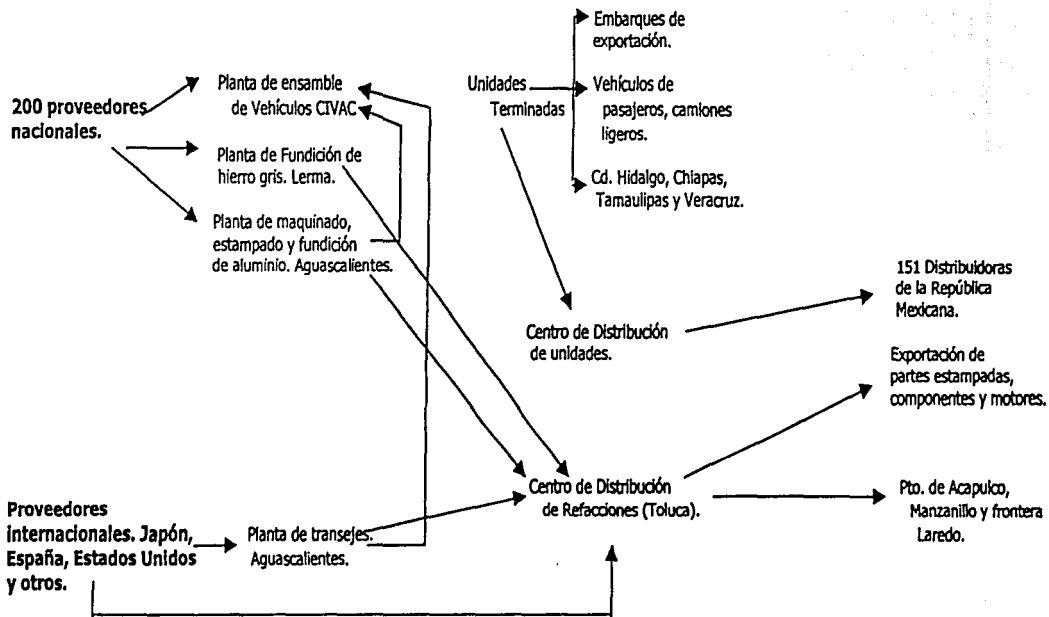 200 proveedores
nacionales.
Planta de ensamble
de Vehículos CIVAC
Planta de Fundición de
hierro gris. Lerma.
Planta de maquinado,
estampado y fundición
de aluminio. Aguascalientes.
Unidades
Terminadas
Embarques de
exportación.
Vehículos de
pasajeros, camiones
ligeros.
Cd. Hidalgo, Chiapas,
Tamaulipas y Veracruz.
Centro de Distribución
de unidades.
151 Distribuidoras
de la República
Mexicana.
Exportación de
partes estampadas,
componentes y motores.
Centro de Distribución
de Refacciones (Toluca).
Pto. de Acapulco,
Manzanillo y frontera
Laredo.
Proveedores
internacionales. Japón,
España, Estados Unidos
y otros.
Planta de transejes.
Aguascalientes.